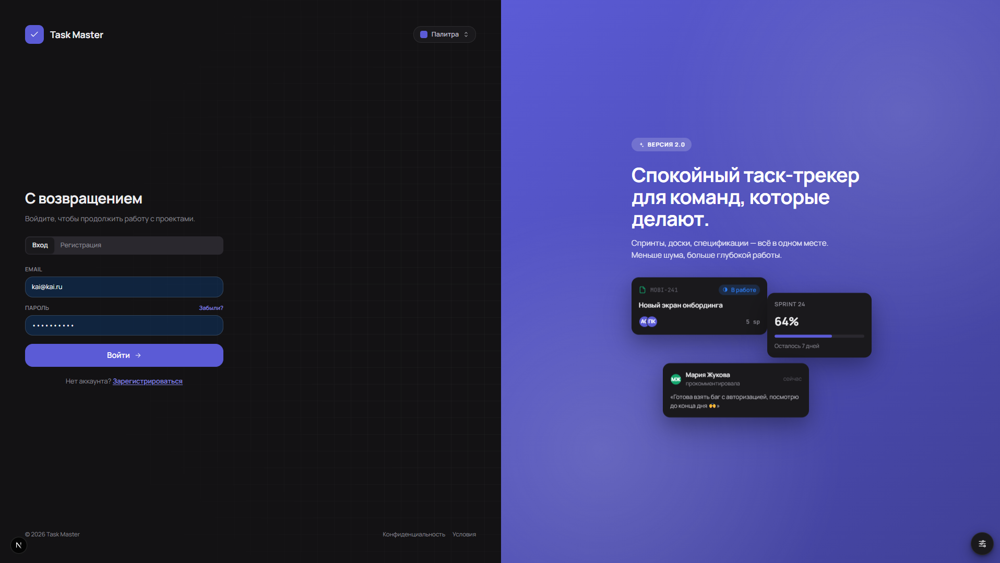 Task Master
Палитра
С возвращением
Войдите, чтобы продолжить работу с проектами.
Вход
Регистрация
EMAIL
kai@kai.ru
ПАРОЛЬ
Забыли?
Войти
Нет аккаунта? Зарегистрироваться
© 2026 Task Master
Конфиденциальность
Условия
N
ВЕРСИЯ 2.0
Спокойный таск-трекер
для команд, которые
делают.
Спринты, доски, спецификации — всё в одном месте.
Меньше шума, больше глубокой работы.
MOBI-241
В работе
Новый экран онбординга
ПК
5 sp
SPRINT 24
64%
Осталось 7 дней
МЖ
Мария Жукова
сейчас
прокомментировала
«Готова взять баг с авторизацией, посмотрю
до конца дня 🙌»